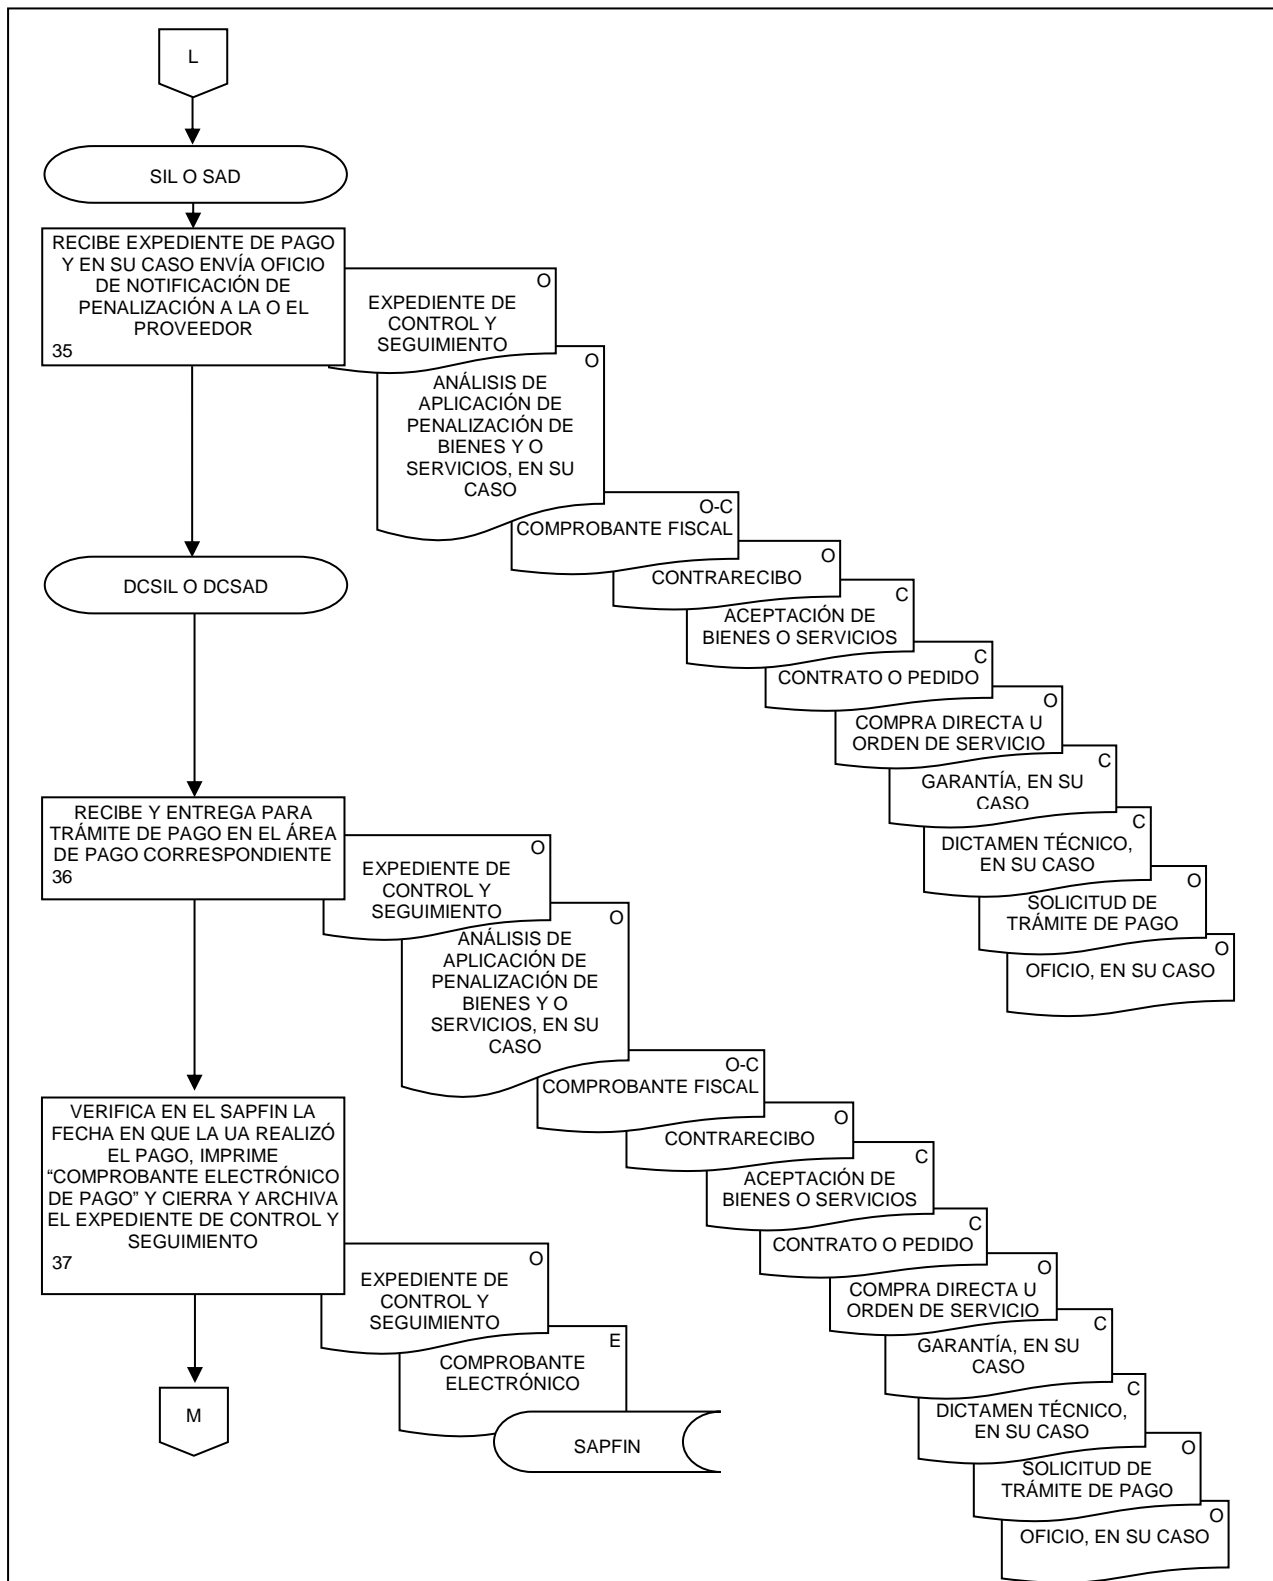 L
SIL O SAD
RECIBE EXPEDIENTE DE PAGO
Y EN SU CASO ENVÍA OFICIO
DE NOTIFICACIÓN DE
PENALIZACIÓN A LA O EL
PROVEEDOR
35
O
EXPEDIENTE DE
CONTROL Y
SEGUIMIENTO
O
ANÁLISIS DE
APLICACIÓN DE
PENALIZACIÓN DE
BIENES Y O
SERVICIOS, EN SU
CASO
O-C
COMPROBANTE FISCAL
O
CONTRARECIBO
C
ACEPTACIÓN DE
BIENES O SERVICIOS
C
CONTRATO O PEDIDO
O
COMPRA DIRECTA U
ORDEN DE SERVICIO
C
GARANTÍA, EN SU
CASO
C
DICTAMEN TÉCNICO,
EN SU CASO
O
SOLICITUD DE
TRÁMITE DE PAGO
O
OFICIO, EN SU CASO
DCSIL O DCSAD
RECIBE Y ENTREGA PARA
TRÁMITE DE PAGO EN EL ÁREA
DE PAGO CORRESPONDIENTE
36
O
EXPEDIENTE DE
CONTROL Y
SEGUIMIENTO
O
ANÁLISIS DE
APLICACIÓN DE
PENALIZACIÓN DE
BIENES Y O
SERVICIOS, EN SU
CASO
O-C
COMPROBANTE FISCAL
O
CONTRARECIBO
C
ACEPTACIÓN DE
BIENES O SERVICIOS
C
CONTRATO O PEDIDO
O
COMPRA DIRECTA U
ORDEN DE SERVICIO
C
GARANTÍA, EN SU
CASO
C
DICTAMEN TÉCNICO,
EN SU CASO
O
SOLICITUD DE
TRÁMITE DE PAGO
O
OFICIO, EN SU CASO
VERIFICA EN EL SAPFIN LA
FECHA EN QUE LA UA REALIZÓ
EL PAGO, IMPRIME
“COMPROBANTE ELECTRÓNICO
DE PAGO” Y CIERRA Y ARCHIVA
EL EXPEDIENTE DE CONTROL Y
SEGUIMIENTO
37
O
EXPEDIENTE DE
CONTROL Y
SEGUIMIENTO
E
COMPROBANTE
ELECTRÓNICO
SAPFIN
M